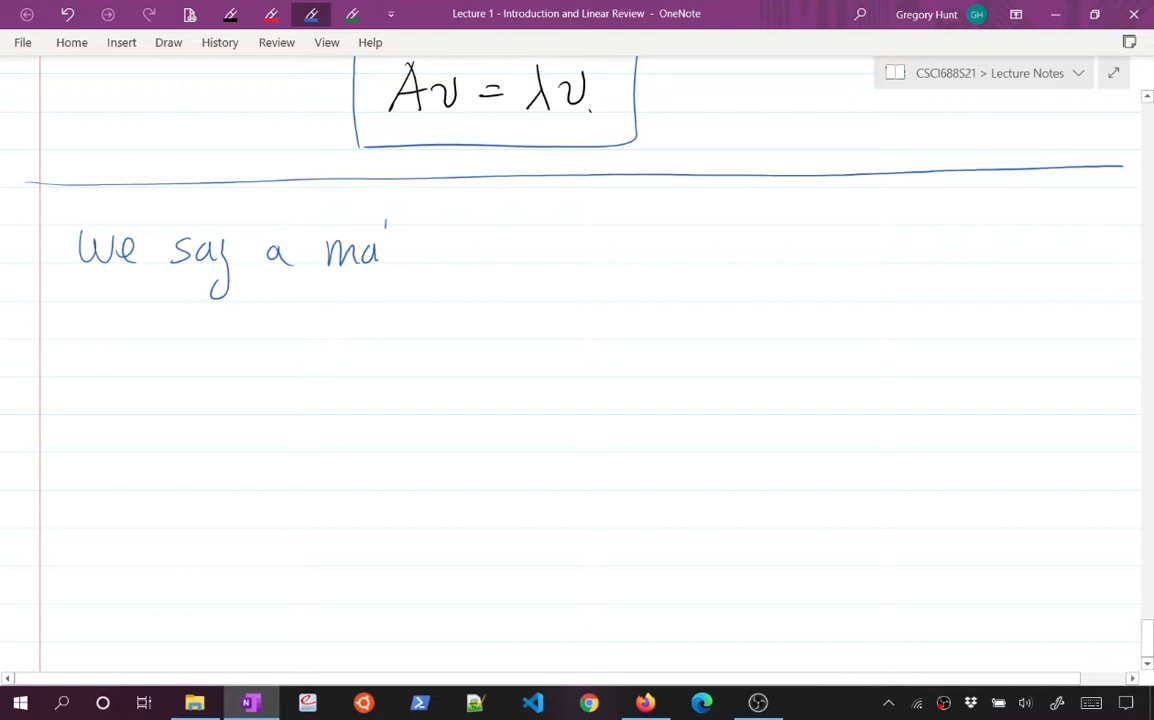 Lecture 1 - Introduction and Linear Review - OneNote
Gregory Hunt
GH
File Home Insert Draw History Review View Help
CSCI688S21 > Lecture Notes
Av = λv.
We say a ma'